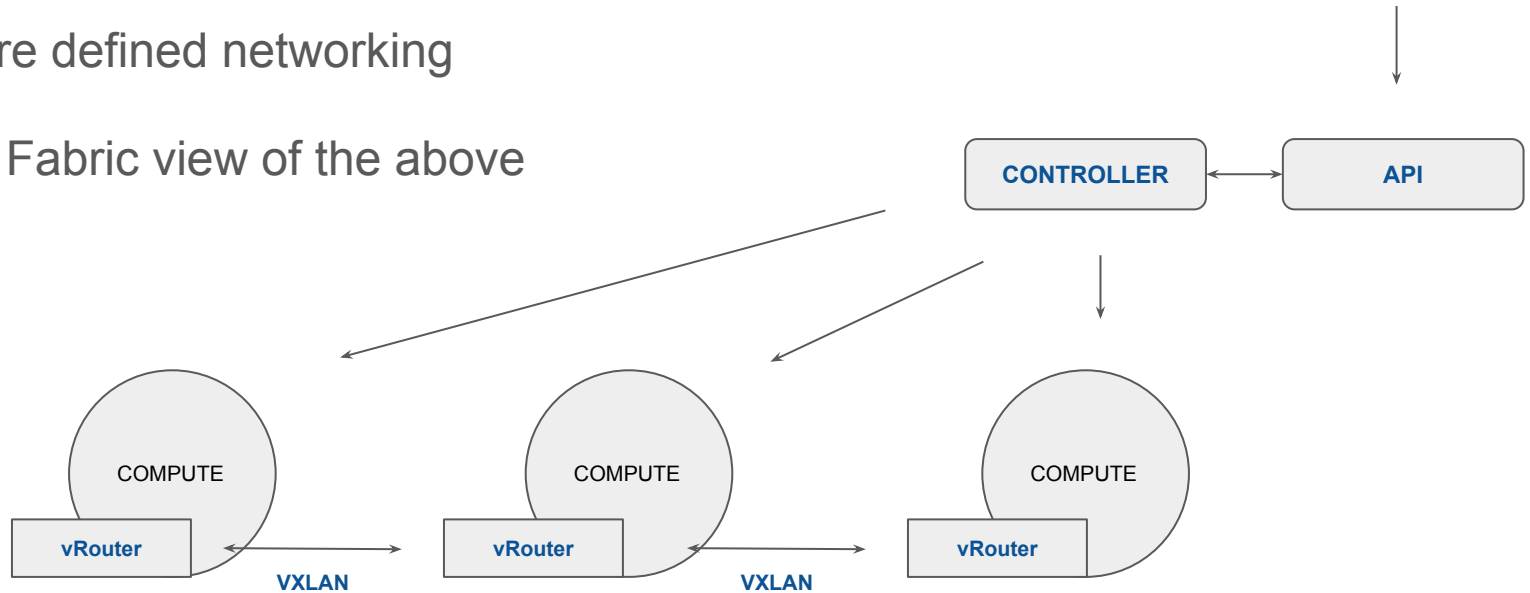 re defined networking
Fabric view of the above
CONTROLLER
API
COMPUTE
COMPUTE
COMPUTE
vRouter
vRouter
vRouter
VXLAN
VXLAN